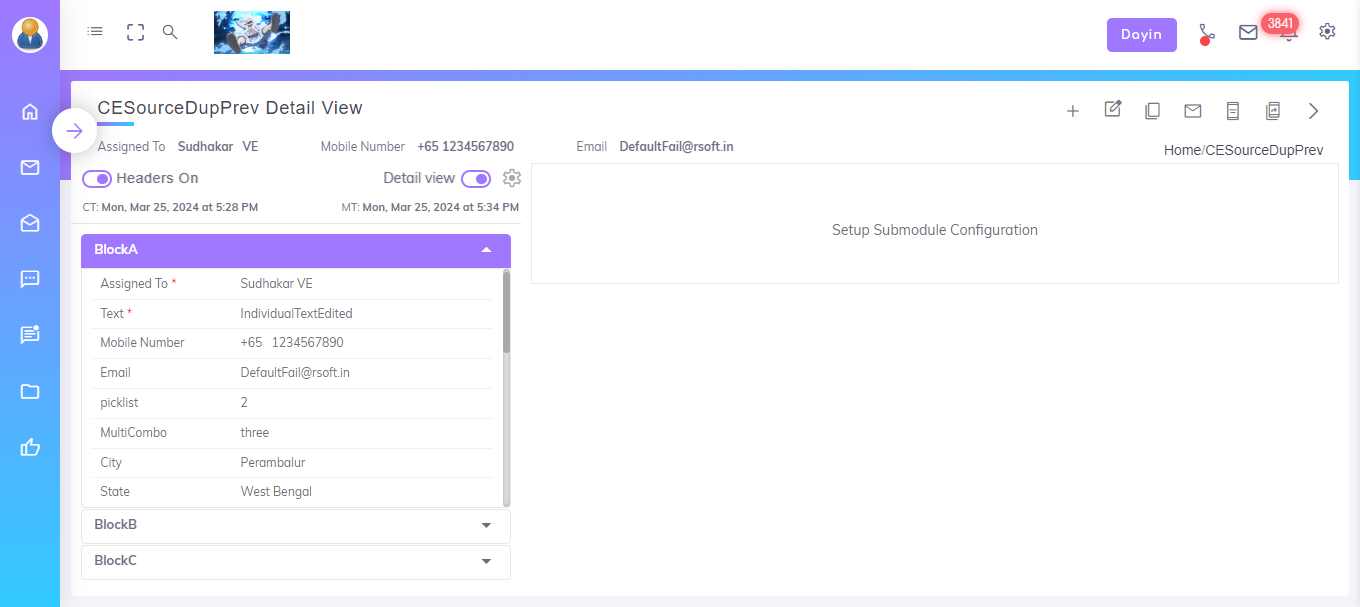 Dayin
3841
CESourceDupPrev Detail View
Assigned To Sudhakar VE Mobile Number +65 1234567890 Email DefaultFail@rsoft.in
Home/CESourceDupPrev
Headers On Detail view
CT: Mon, Mar 25, 2024 at 5:28 PM MT: Mon, Mar 25, 2024 at 5:34 PM
Setup Submodule Configuration
BlockA
Assigned To * Sudhakar VE
Text * IndividualTextEdited
Mobile Number +65 1234567890
Email DefaultFail@rsoft.in
picklist 2
MultiCombo three
City Perambalur
State West Bengal
BlockB
BlockC